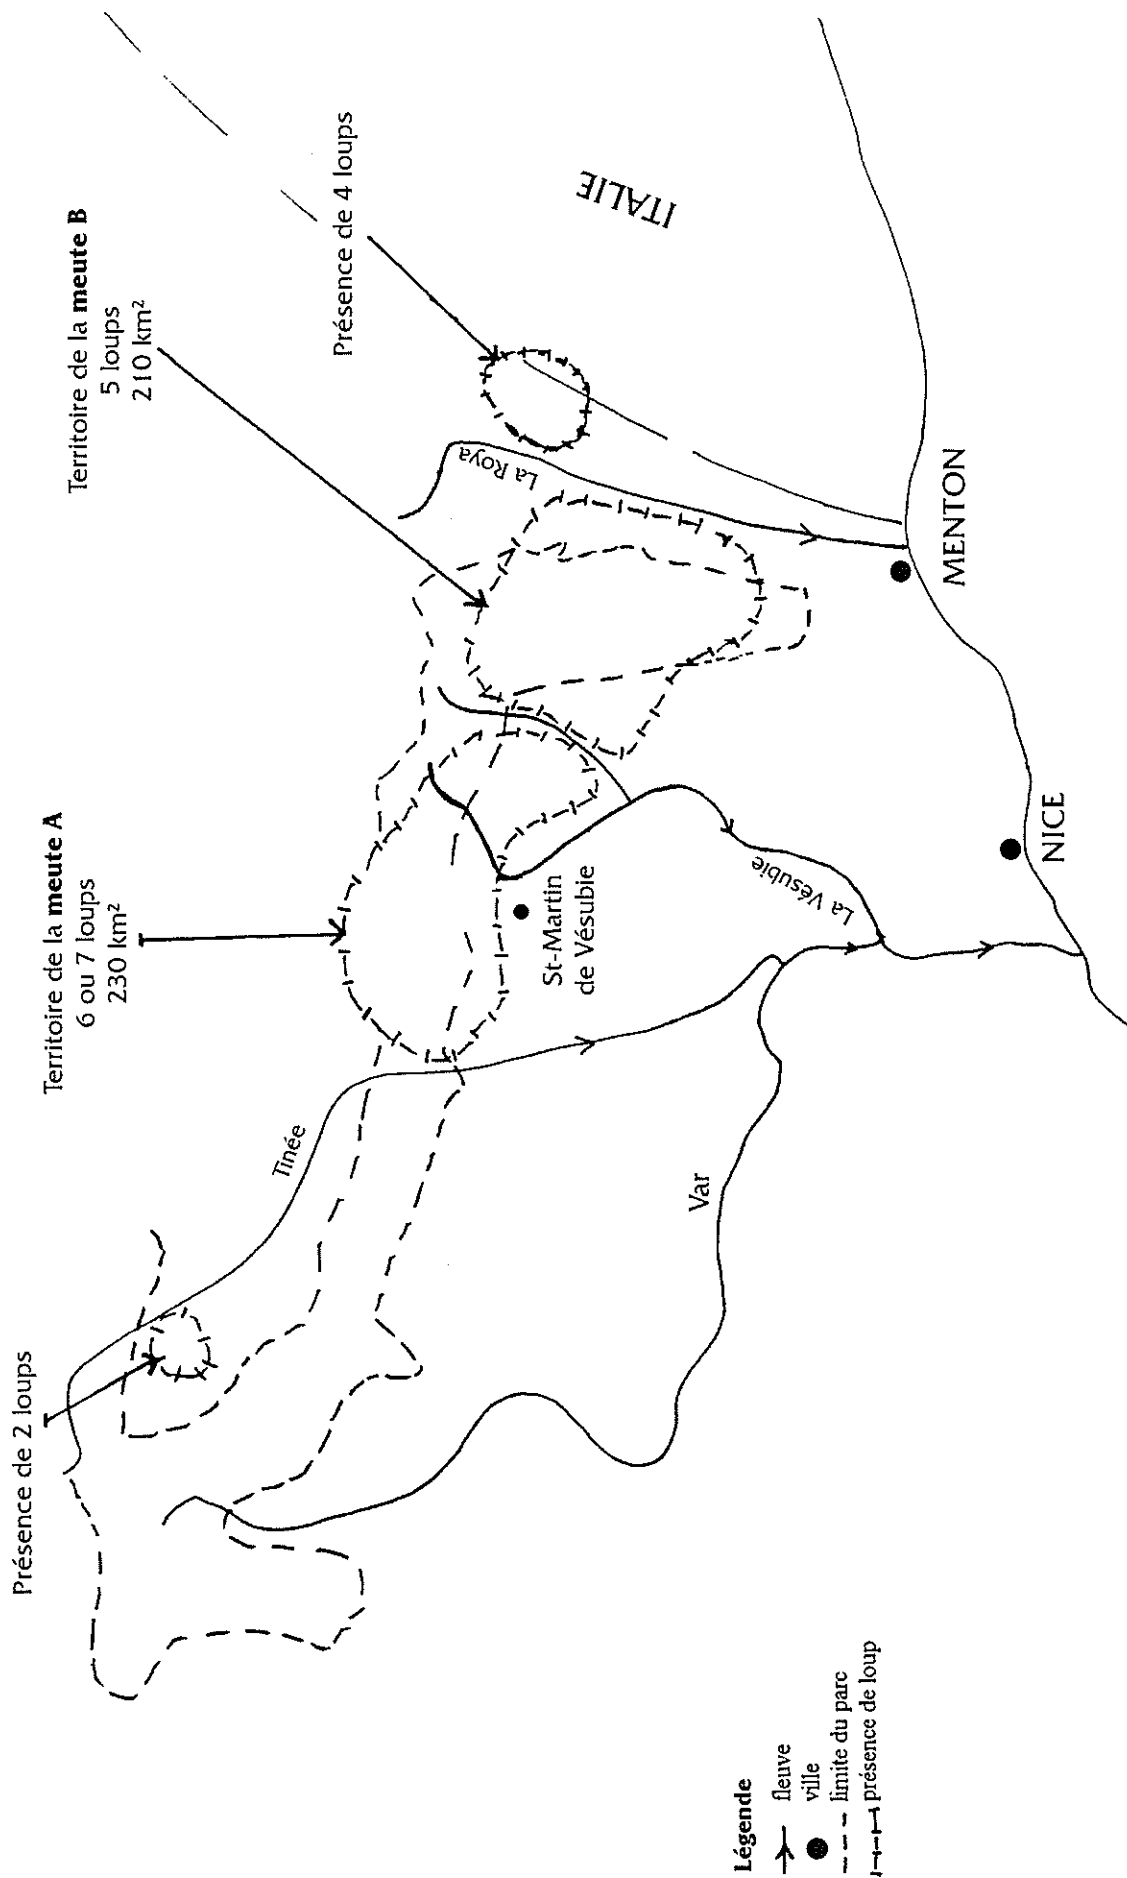 Présence de 2 loups
Territoire de la meute A
6 ou 7 loups
230 km²
Territoire de la meute B
5 loups
210 km²
Présence de 4 loups
Tinée
La Roya
ITALIE
St-Martin
de Vésubie
La Vésubie
Var
NICE
MENTON
Légende
fleuve
ville
limite du parc
présence de loup